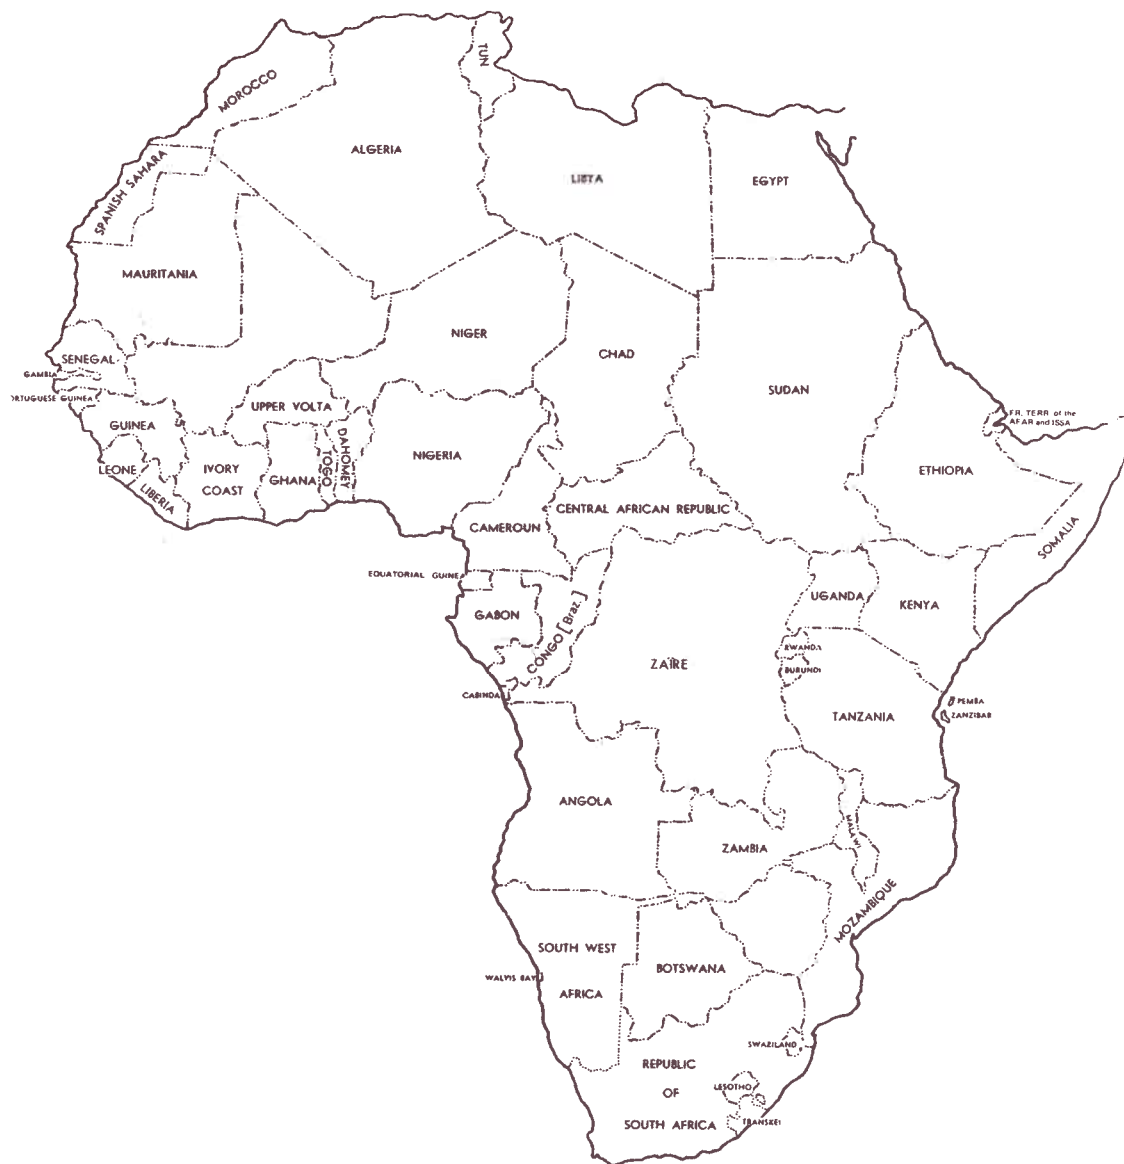 TUN
MOROCCO
ALGERIA
LIBYA
EGYPT
SPANISH SAHARA
MAURITANIA
NIGER
CHAD
SUDAN
SENEGAL
GAMBIA
ORTUGUESE GUINEA
GUINEA
UPPER VOLTA
FR. TERR of the
AFAR and ISSA
LEONE
LIBERIA
IVORY
COAST
GHANA
TOGO
DAHOMEY
NIGERIA
ETHIOPIA
CENTRAL AFRICAN REPUBLIC
CAMEROUN
SOMALIA
EQUATORIAL GUINE
GABON
CONGO [Braz.]
UGANDA
KENYA
RWANDA
BURUNDI
ZAÏRE
CABINDA
TANZANIA
PEMBA
ZANZIBAR
ANGOLA
ZAMBIA
MALAWI
MOZAMBIQUE
SOUTH WEST
AFRICA
WALVIS BAY
BOTSWANA
SWAZILAND
REPUBLIC
OF
SOUTH AFRICA
LESOTHO
TRANSKEI